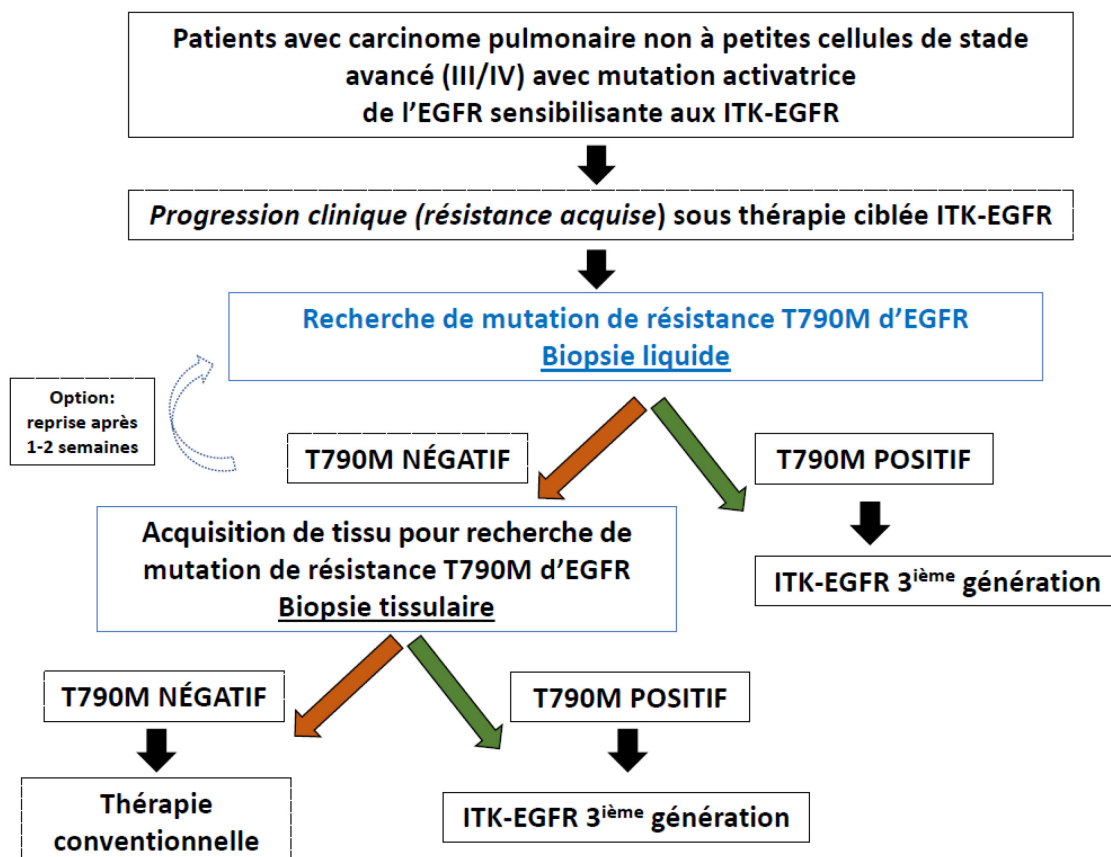 Patients avec carcinome pulmonaire non à petites cellules de stade
avancé (III/IV) avec mutation activatrice
de l’EGFR sensibilisante aux ITK-EGFR
Progression clinique (résistance acquise) sous thérapie ciblée ITK-EGFR
Recherche de mutation de résistance T790M d’EGFR
Biopsie liquide
Option:
reprise après
1-2 semaines
T790M NÉGATIF
T790M POSITIF
Acquisition de tissu pour recherche de
mutation de résistance T790M d’EGFR
Biopsie tissulaire
ITK-EGFR 3ième génération
T790M NÉGATIF
T790M POSITIF
Thérapie
conventionnelle
ITK-EGFR 3ième génération